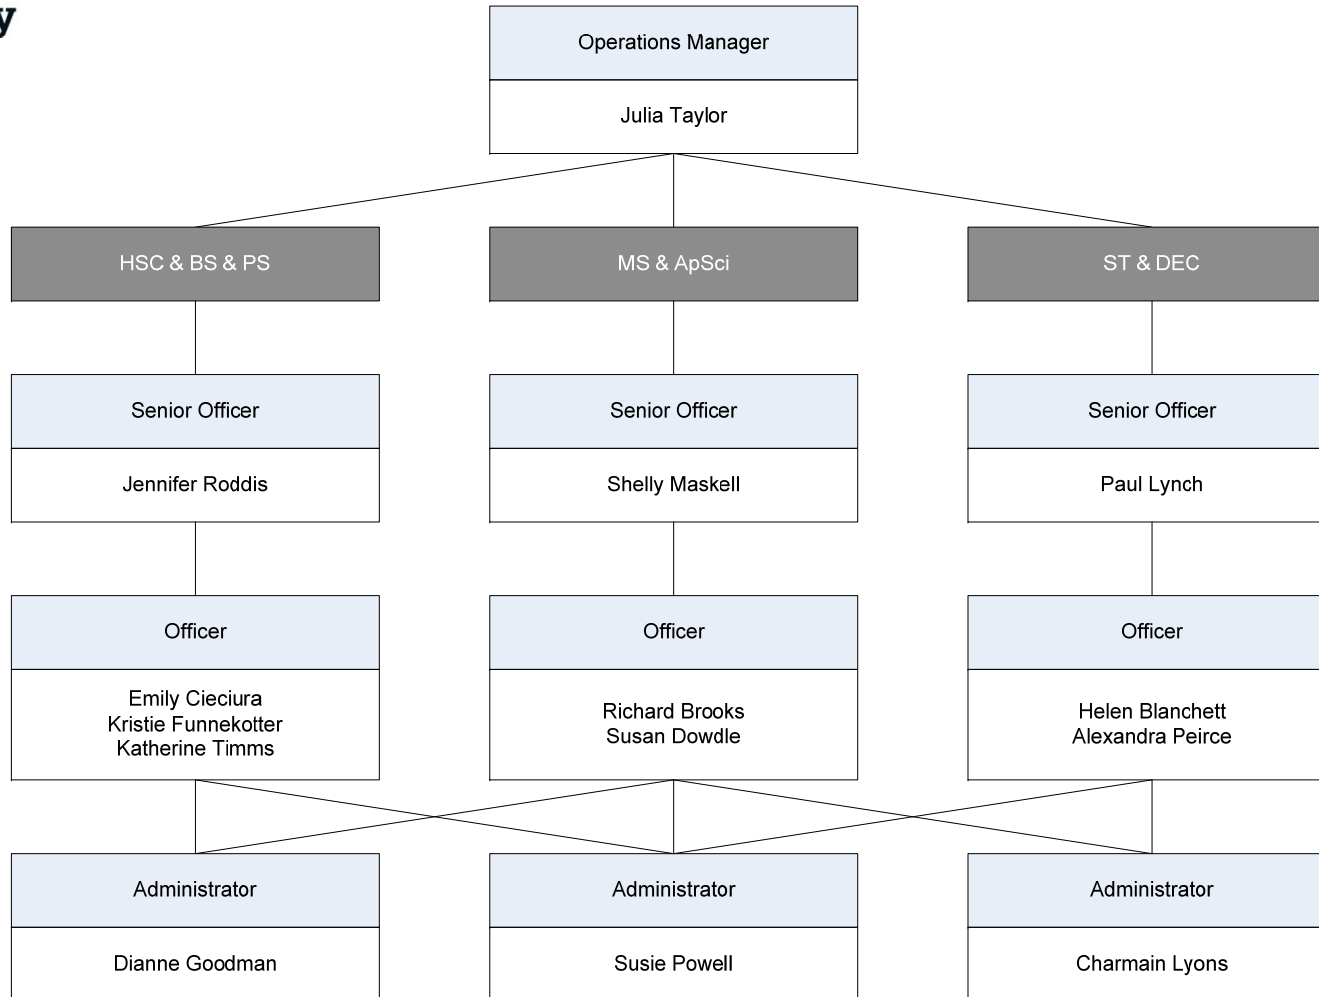 y
Operations Manager
Julia Taylor
HSC & BS & PS
MS & ApSci
ST & DEC
Senior Officer
Senior Officer
Senior Officer
Jennifer Roddis
Shelly Maskell
Paul Lynch
Officer
Officer
Officer
Emily Cieciura
Kristie Funnekotter
Katherine Timms
Richard Brooks
Susan Dowdle
Helen Blanchett
Alexandra Peirce
Administrator
Administrator
Administrator
Dianne Goodman
Susie Powell
Charmain Lyons